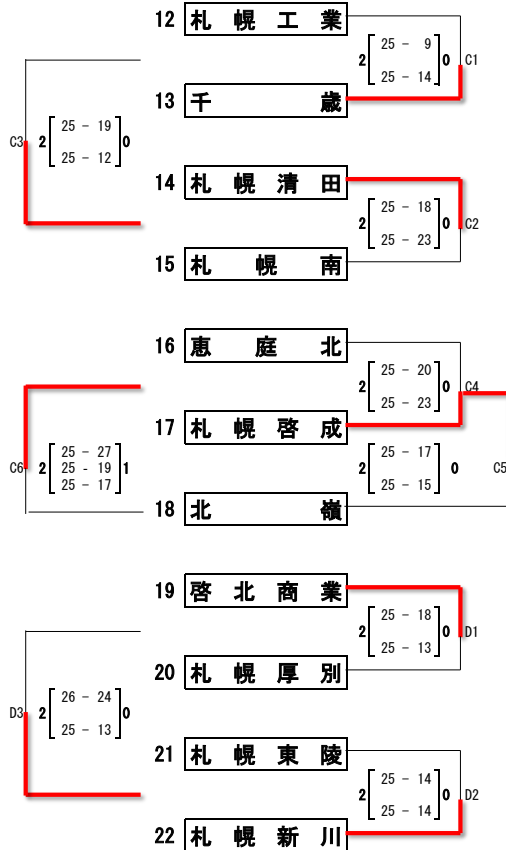 12 札幌工業
25 - 9
2 0 C1
25 - 14
13 千歳
25 - 19
C3 2 0
25 - 12
14 札幌清田
25 - 18
2 0 C2
25 - 23
15 札幌南
16 恵庭北
25 - 20
2 0 C4
25 - 23
17 札幌啓成
25 - 17
2 0 C5
25 - 15
25 - 27
C6 2 25 - 19 1
25 - 17
18 北嶺
19 啓北商業
25 - 18
2 0 D1
25 - 13
20 札幌厚別
26 - 24
D3 2 0
25 - 13
21 札幌東陵
25 - 14
2 0 D2
25 - 14
22 札幌新川